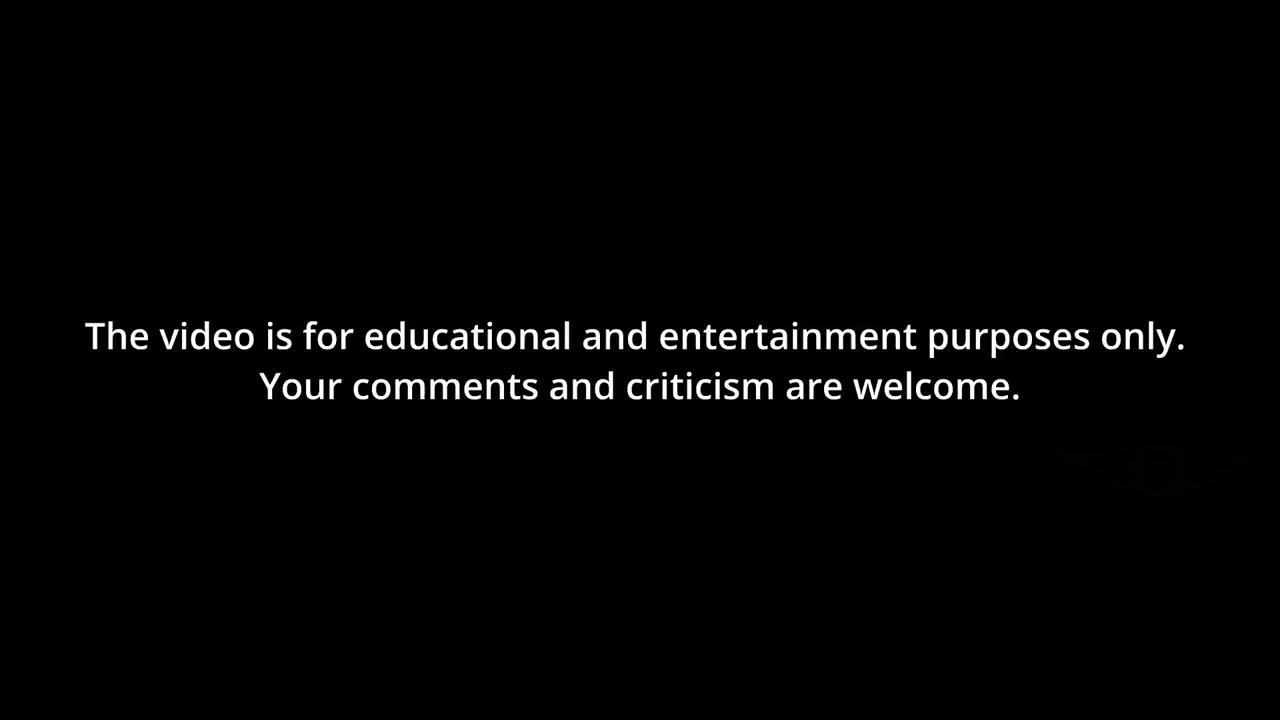 The video is for educational and entertainment purposes only.
Your comments and criticism are welcome.